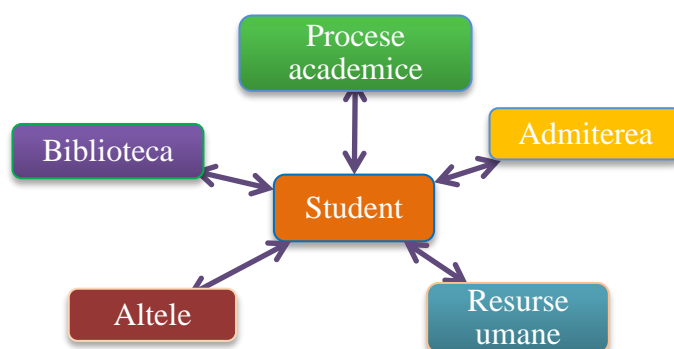 Procese
academice
Biblioteca
Admiterea
Student
Altele
Resurse
umane